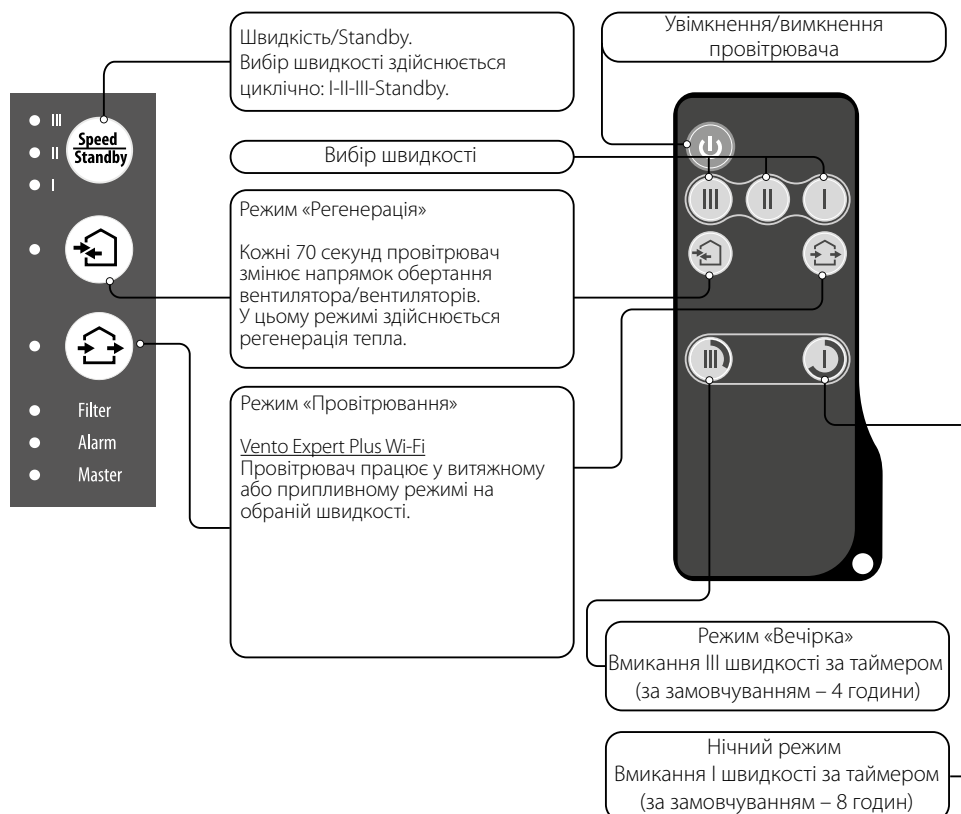 Швидкість/Standby.
Вибір швидкості здійснюється
циклічно: I-II-III-Standby.
Увімкнення/вимкнення
провітрювача
III
II
I
Speed
Standby
Вибір швидкості
III
II
I
Режим «Регенерація»
Кожні 70 секунд провітрювач
змінює напрямок обертання
вентилятора/вентиляторів.
У цьому режимі здійснюється
регенерація тепла.
III
I
Режим «Провітрювання»
Vento Expert Plus Wi-Fi
Провітрювач працює у витяжному
або припливному режимі на
обраній швидкості.
Filter
Alarm
Master
Режим «Вечірка»
Вмикання III швидкості за таймером
(за замовчуванням – 4 години)
Нічний режим
Вмикання I швидкості за таймером
(за замовчуванням – 8 годин)